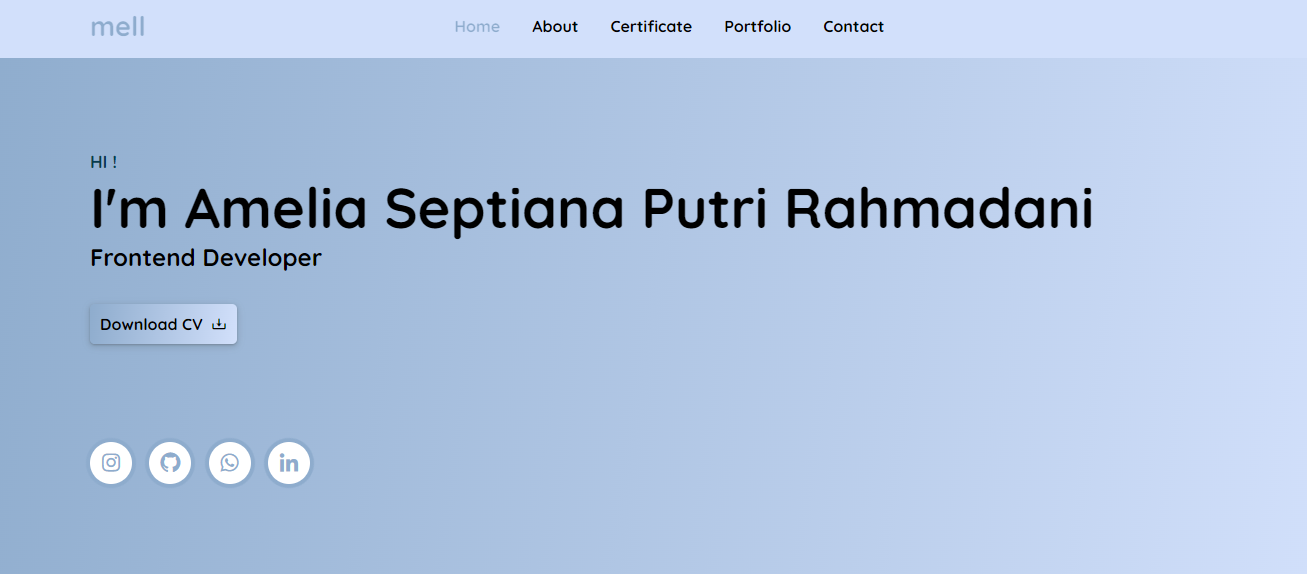 mell
Home About Certificate Portfolio Contact
HI !
I'm Amelia Septiana Putri Rahmadani
Frontend Developer
Download CV